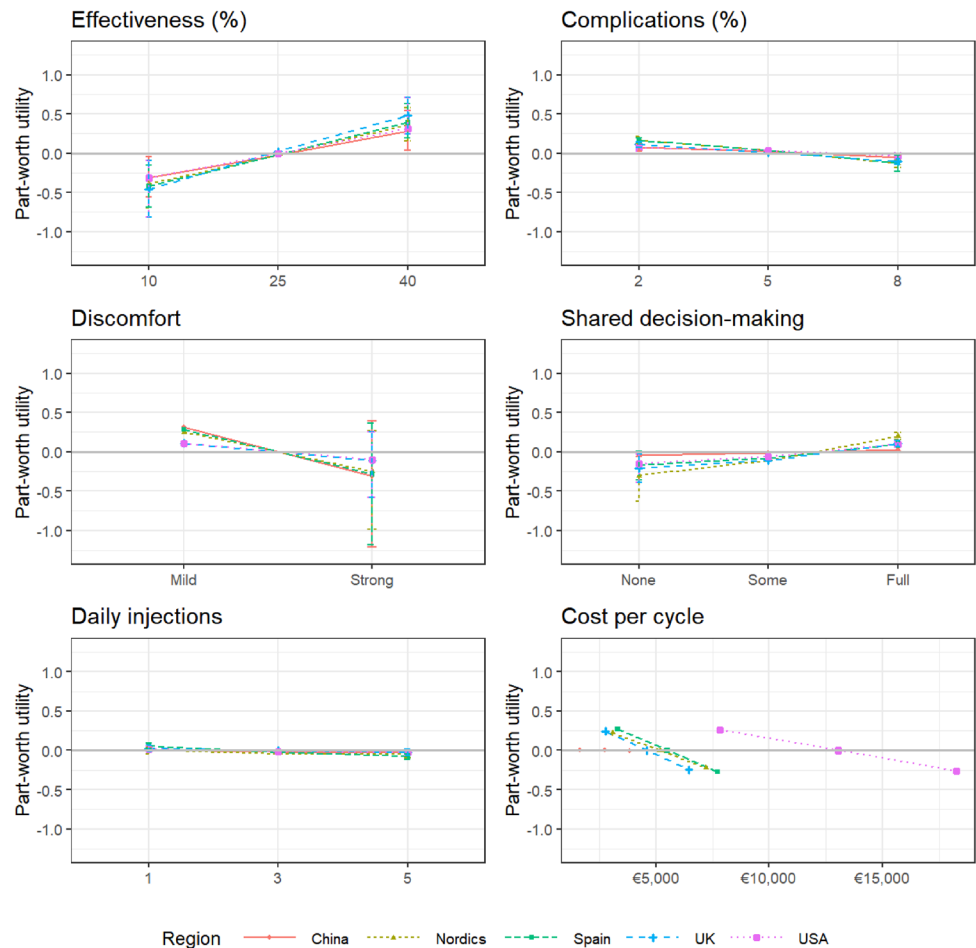 Effectiveness (%)
Complications (%)
Part-worth utility
1.0
0.5
0.0
-0.5
-1.0
10
25
40
Part-worth utility
1.0
0.5
0.0
-0.5
-1.0
2
5
8
Discomfort
Shared decision-making
Part-worth utility
1.0
0.5
0.0
-0.5
-1.0
Mild
Strong
Part-worth utility
1.0
0.5
0.0
-0.5
-1.0
None
Some
Full
Daily injections
Cost per cycle
Part-worth utility
1.0
0.5
0.0
-0.5
-1.0
1
3
5
Part-worth utility
1.0
0.5
0.0
-0.5
-1.0
€5,000
€10,000
€15,000
Region China Nordics Spain UK USA